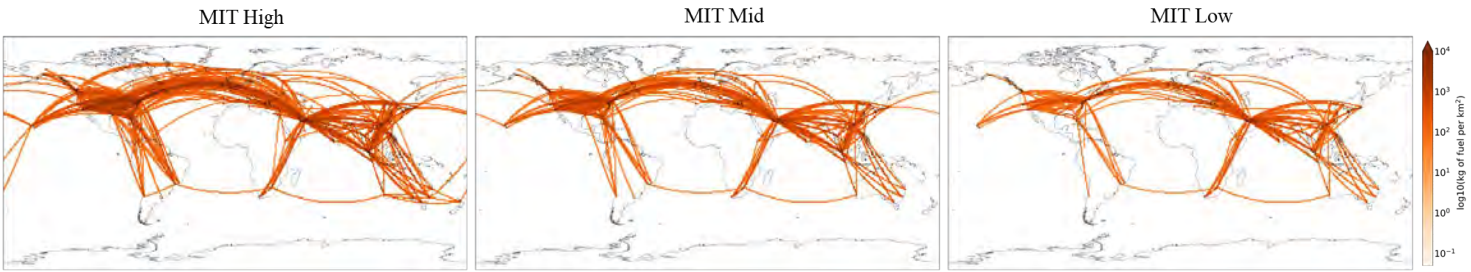 MIT High
MIT Mid
MIT Low
10⁴
10³
10²
10¹
10⁰
10⁻¹
log10(kg of fuel per km²)